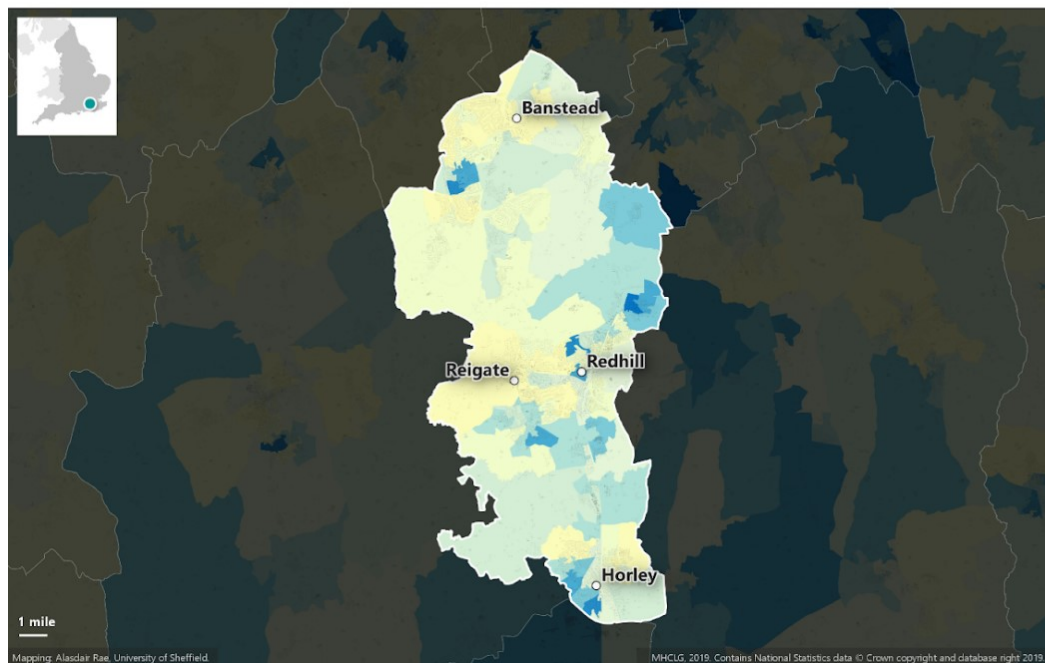 Banstead
Reigate
Redhill
Horley
1 mile
Mapping: Alasdair Rae, University of Sheffield.
MHCLG, 2019. Contains National Statistics data © Crown copyright and database right 2019.